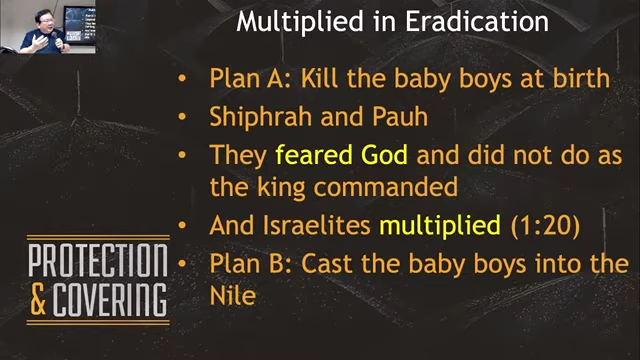 Multiplied in Eradication
• Plan A: Kill the baby boys at birth
• Shiphrah and Pauh
• They feared God and did not do as
the king commanded
• And Israelites multiplied (1:20)
• Plan B: Cast the baby boys into the
Nile
PROTECTION
& COVERING